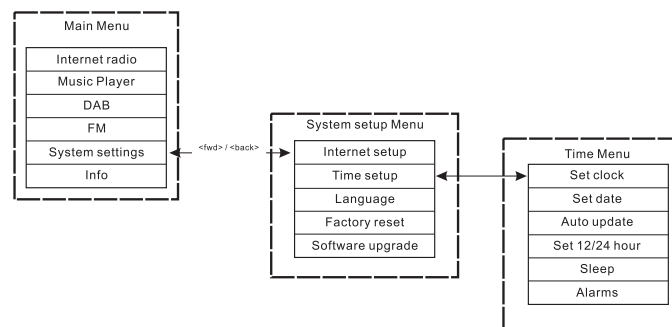 Main Menu
Internet radio
Music Player
DAB
FM
System settings
Info
<fwd> / <back>
System setup Menu
Internet setup
Time setup
Language
Factory reset
Software upgrade
Time Menu
Set clock
Set date
Auto update
Set 12/24 hour
Sleep
Alarms